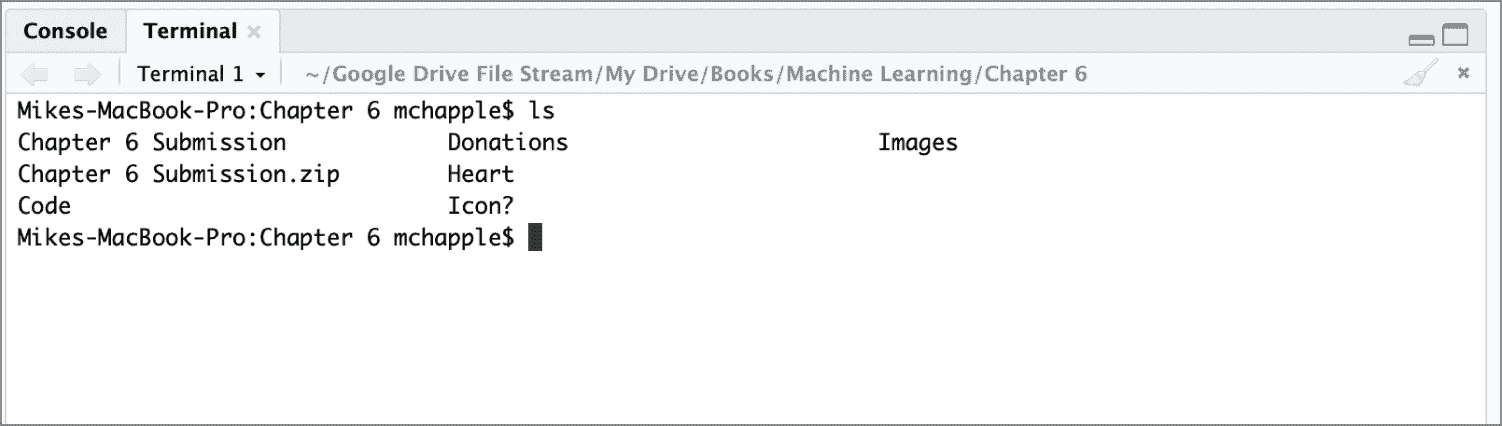 Console Terminal
Terminal 1 ~/Google Drive File Stream/My Drive/Books/Machine Learning/Chapter 6
Mikes-MacBook-Pro:Chapter 6 mchapple$ ls
Chapter 6 Submission Donations Images
Chapter 6 Submission.zip Heart
Code Icon?
Mikes-MacBook-Pro:Chapter 6 mchapple$